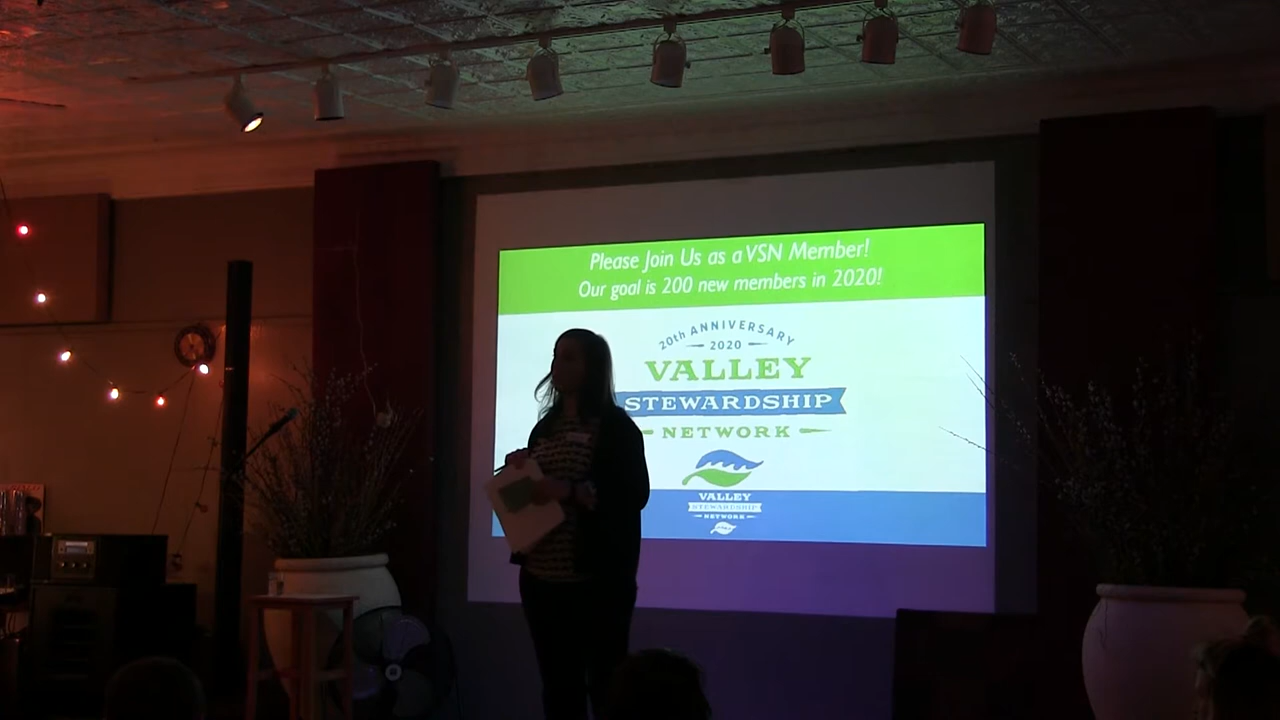 Please Join Us as a VSN Member!
Our goal is 200 new members in 2020!
20th ANNIVERSARY
2020
VALLEY
STEWARDSHIP
NETWORK
VALLEY
STEWARDSHIP
NETWORK